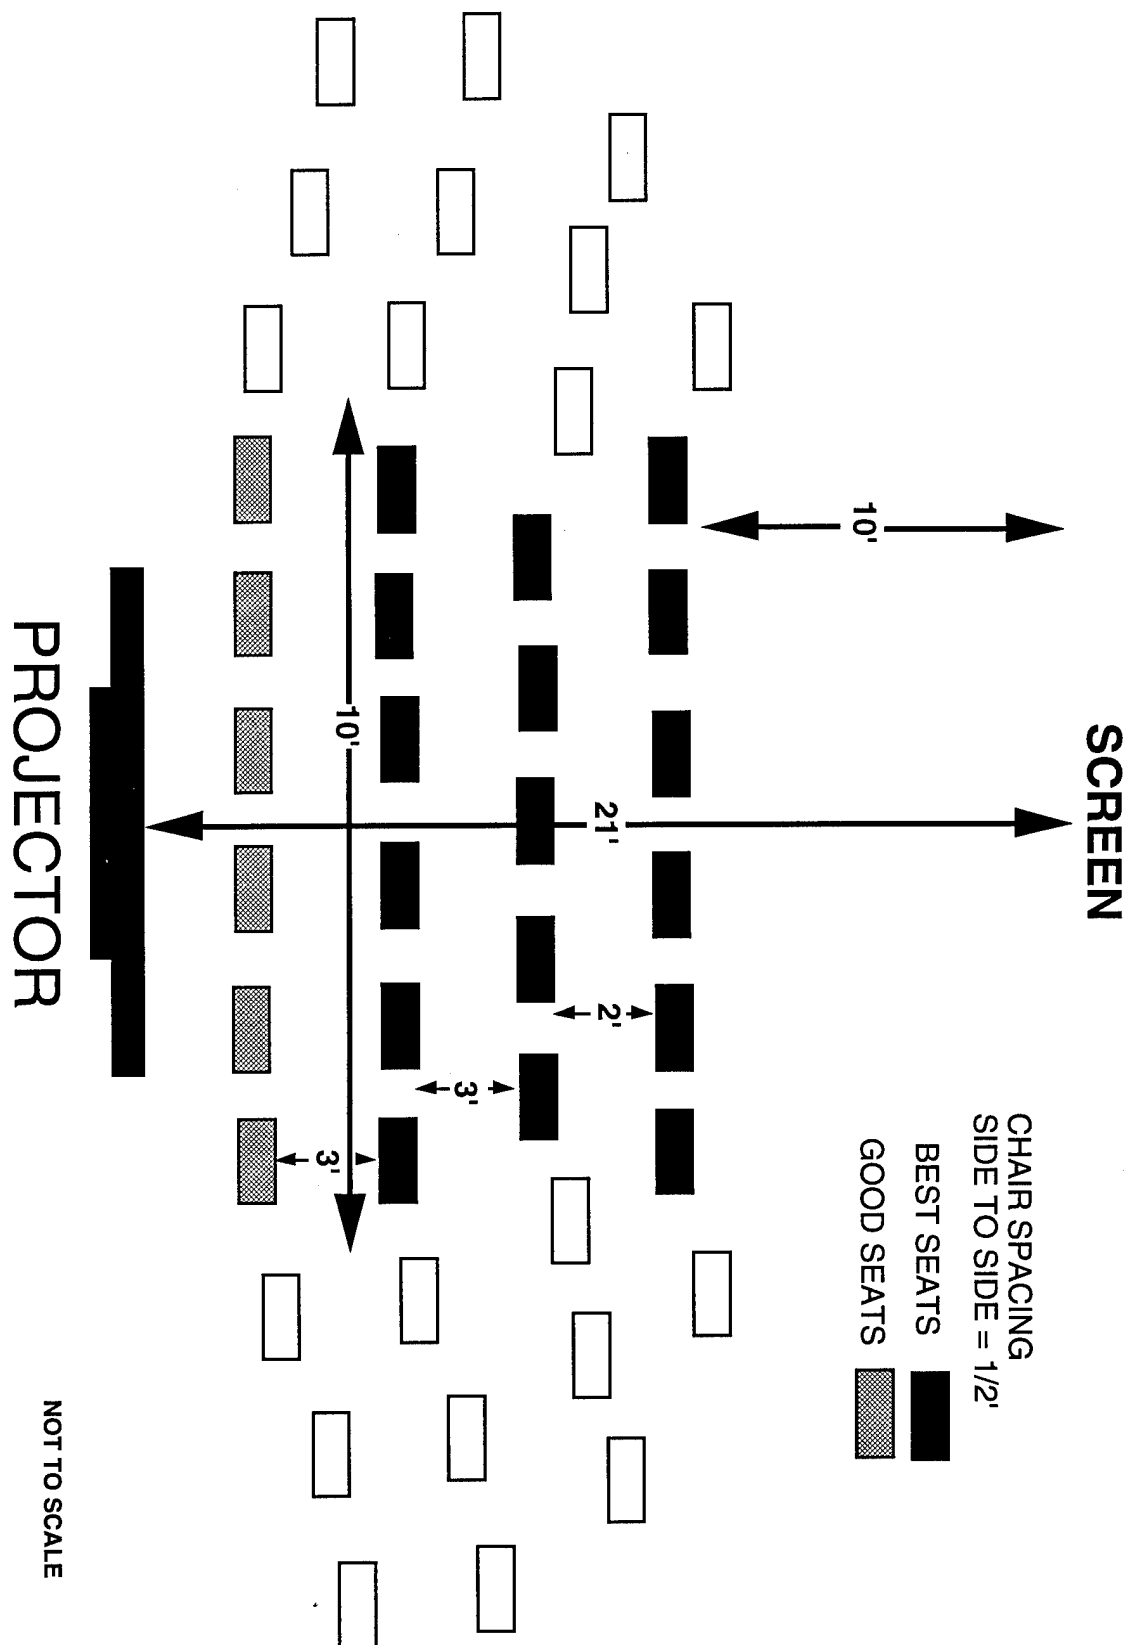 SCREEN
CHAIR SPACING
SIDE TO SIDE = 1/2'
BEST SEATS
GOOD SEATS
10'
2'
21'
3'
3'
10'
PROJECTOR
NOT TO SCALE